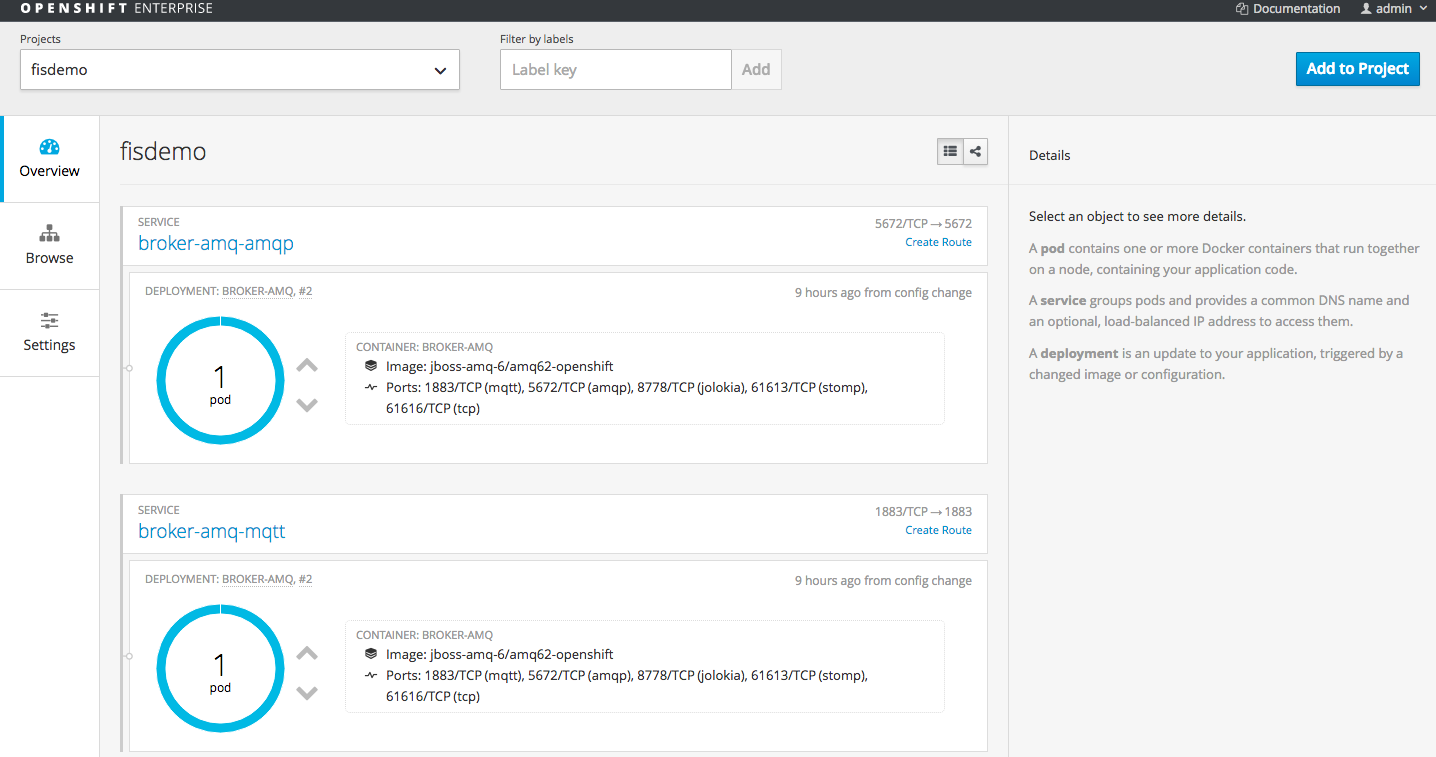 OPENSHIFT ENTERPRISE
Documentation
admin
Projects
fisdemo
Filter by labels
Label key
Add
Add to Project
Overview
Browse
Settings
fisdemo
SERVICE
broker-amq-amqp
5672/TCP → 5672
Create Route
DEPLOYMENT: BROKER-AMQ, #2
9 hours ago from config change
1
pod
CONTAINER: BROKER-AMQ
Image: jboss-amq-6/amq62-openshift
Ports: 1883/TCP (mqtt), 5672/TCP (amqp), 8778/TCP (jolokia), 61613/TCP (stomp),
61616/TCP (tcp)
SERVICE
broker-amq-mqtt
1883/TCP → 1883
Create Route
DEPLOYMENT: BROKER-AMQ, #2
9 hours ago from config change
1
pod
CONTAINER: BROKER-AMQ
Image: jboss-amq-6/amq62-openshift
Ports: 1883/TCP (mqtt), 5672/TCP (amqp), 8778/TCP (jolokia), 61613/TCP (stomp),
61616/TCP (tcp)
Details
Select an object to see more details.
A pod contains one or more Docker containers that run together
on a node, containing your application code.
A service groups pods and provides a common DNS name and
an optional, load-balanced IP address to access them.
A deployment is an update to your application, triggered by a
changed image or configuration.